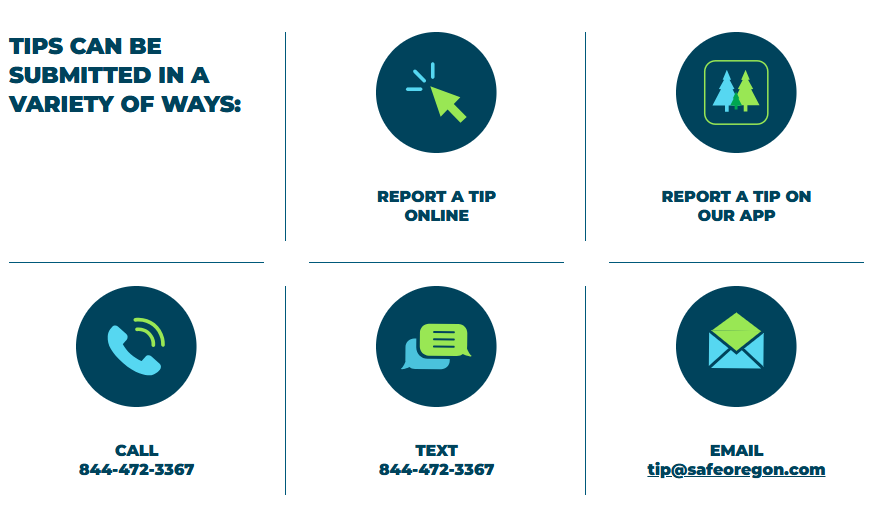 TIPS CAN BE
SUBMITTED IN A
VARIETY OF WAYS:
REPORT A TIP
ONLINE
REPORT A TIP ON
OUR APP
CALL
844-472-3367
TEXT
844-472-3367
EMAIL
tip@safeoregon.com